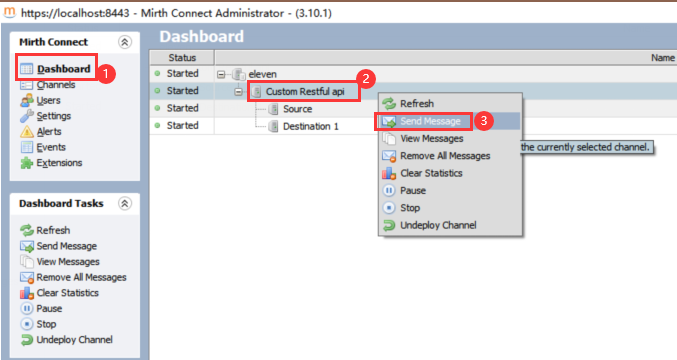 https://localhost:8443 - Mirth Connect Administrator - (3.10.1)
Mirth Connect
Dashboard
1
Channels
Users
Settings
Alerts
Events
Extensions
Dashboard Tasks
Refresh
Send Message
View Messages
Remove All Messages
Clear Statistics
Pause
Stop
Undeploy Channel
Dashboard
Status Name
Started eleven
Started Custom Restful api 2
Started Source
Started Destination 1
Refresh
Send Message 3
View Messages
the currently selected channel.
Remove All Messages
Clear Statistics
Pause
Stop
Undeploy Channel